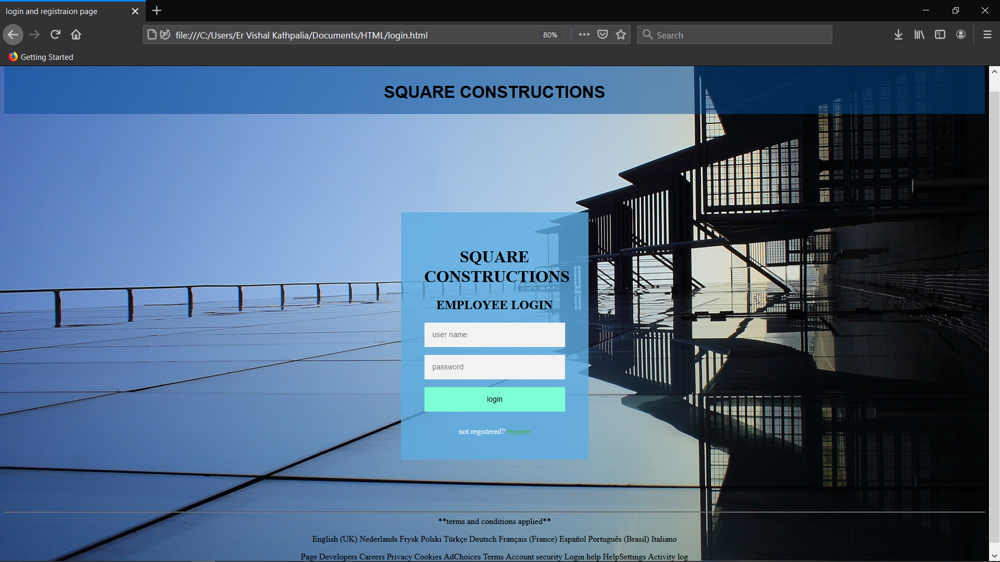 login and registraion page
file:///C:/Users/Er Vishal Kathpalia/Documents/HTML/login.html
80%
Search
Getting Started
SQUARE CONSTRUCTIONS
SQUARE
CONSTRUCTIONS
EMPLOYEE LOGIN
user name
password
login
not registered? register
**terms and conditions applied**
English (UK) Nederlands Frysk Polski Türkçe Deutsch Français (France) Español Português (Brasil) Italiano
Page Developers Careers Privacy Cookies AdChoices Terms Account security Login help HelpSettings Activity log